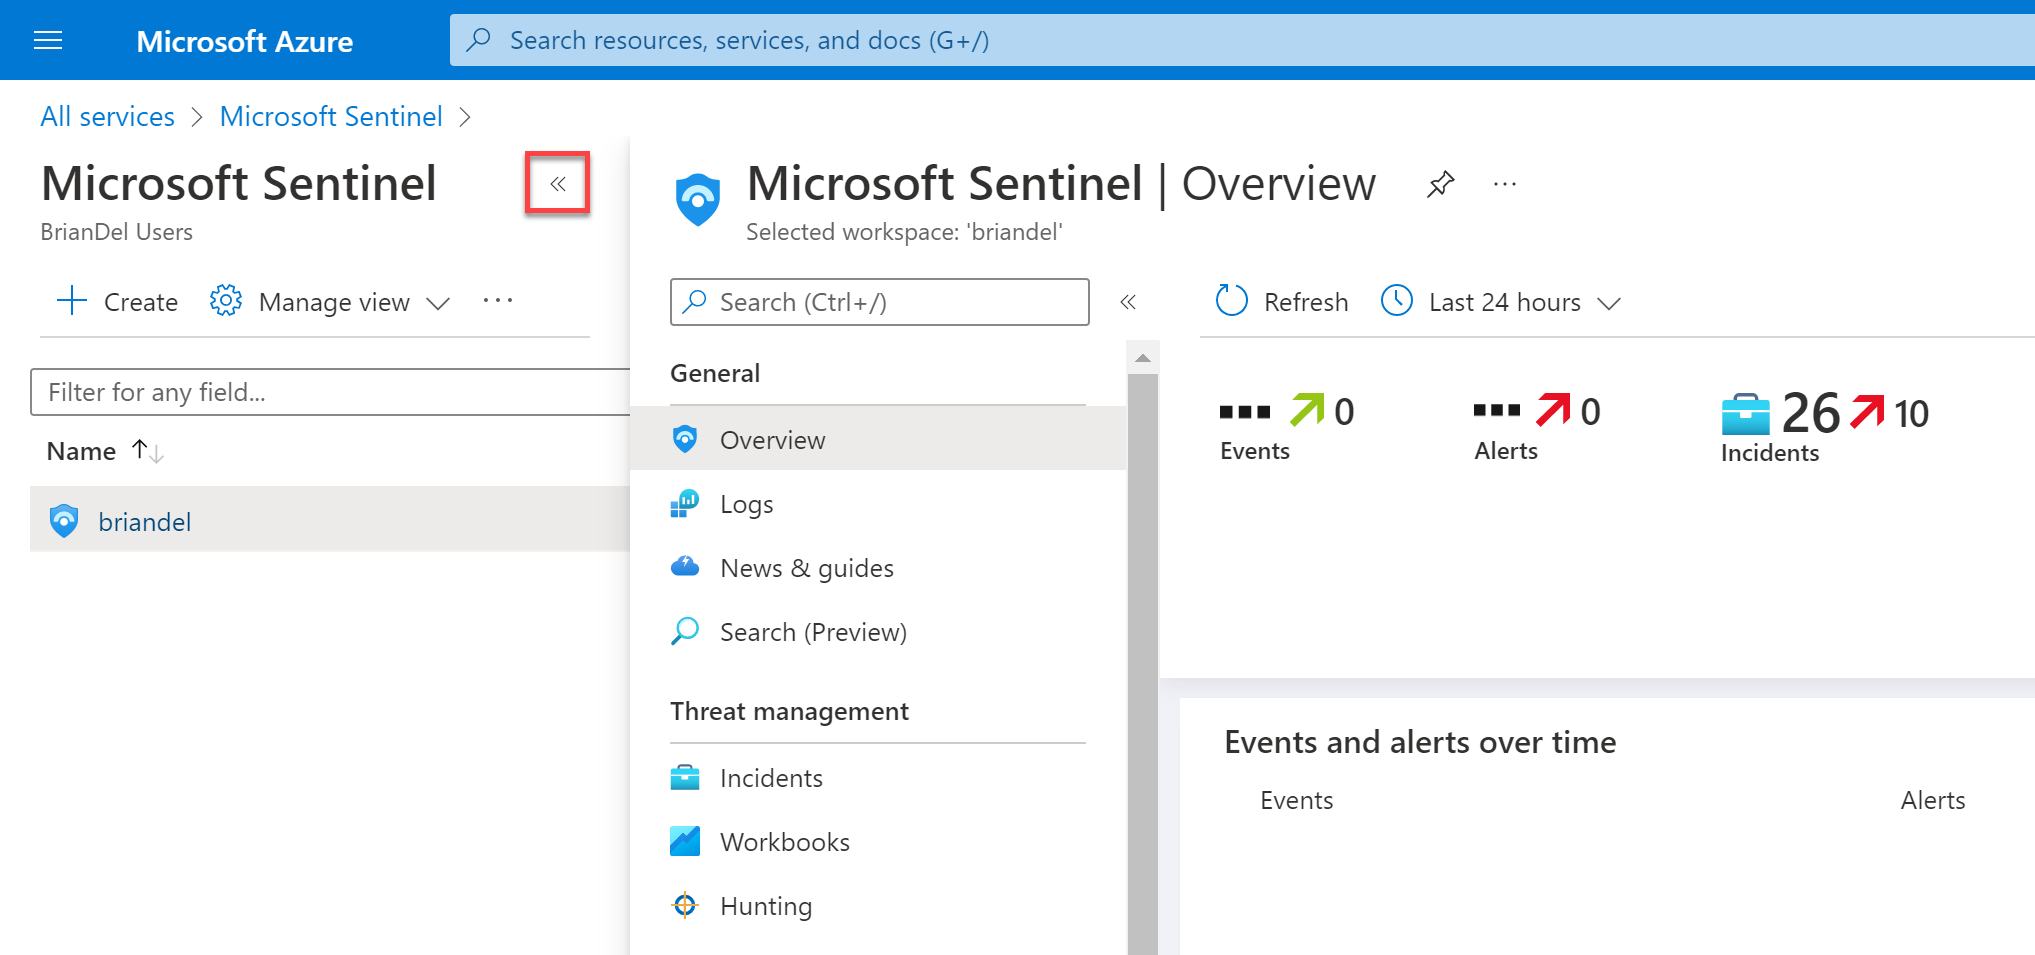 Microsoft Azure
Search resources, services, and docs (G+/)
All services > Microsoft Sentinel >
Microsoft Sentinel
«
BrianDel Users
Create
Manage view
...
Filter for any field...
Name ↑↓
briandel
Microsoft Sentinel | Overview
...
Selected workspace: 'briandel'
Search (Ctrl+/)
«
General
Overview
Logs
News & guides
Search (Preview)
Threat management
Incidents
Workbooks
Hunting
Refresh
Last 24 hours
0
Events
0
Alerts
26 10
Incidents
Events and alerts over time
Events
Alerts